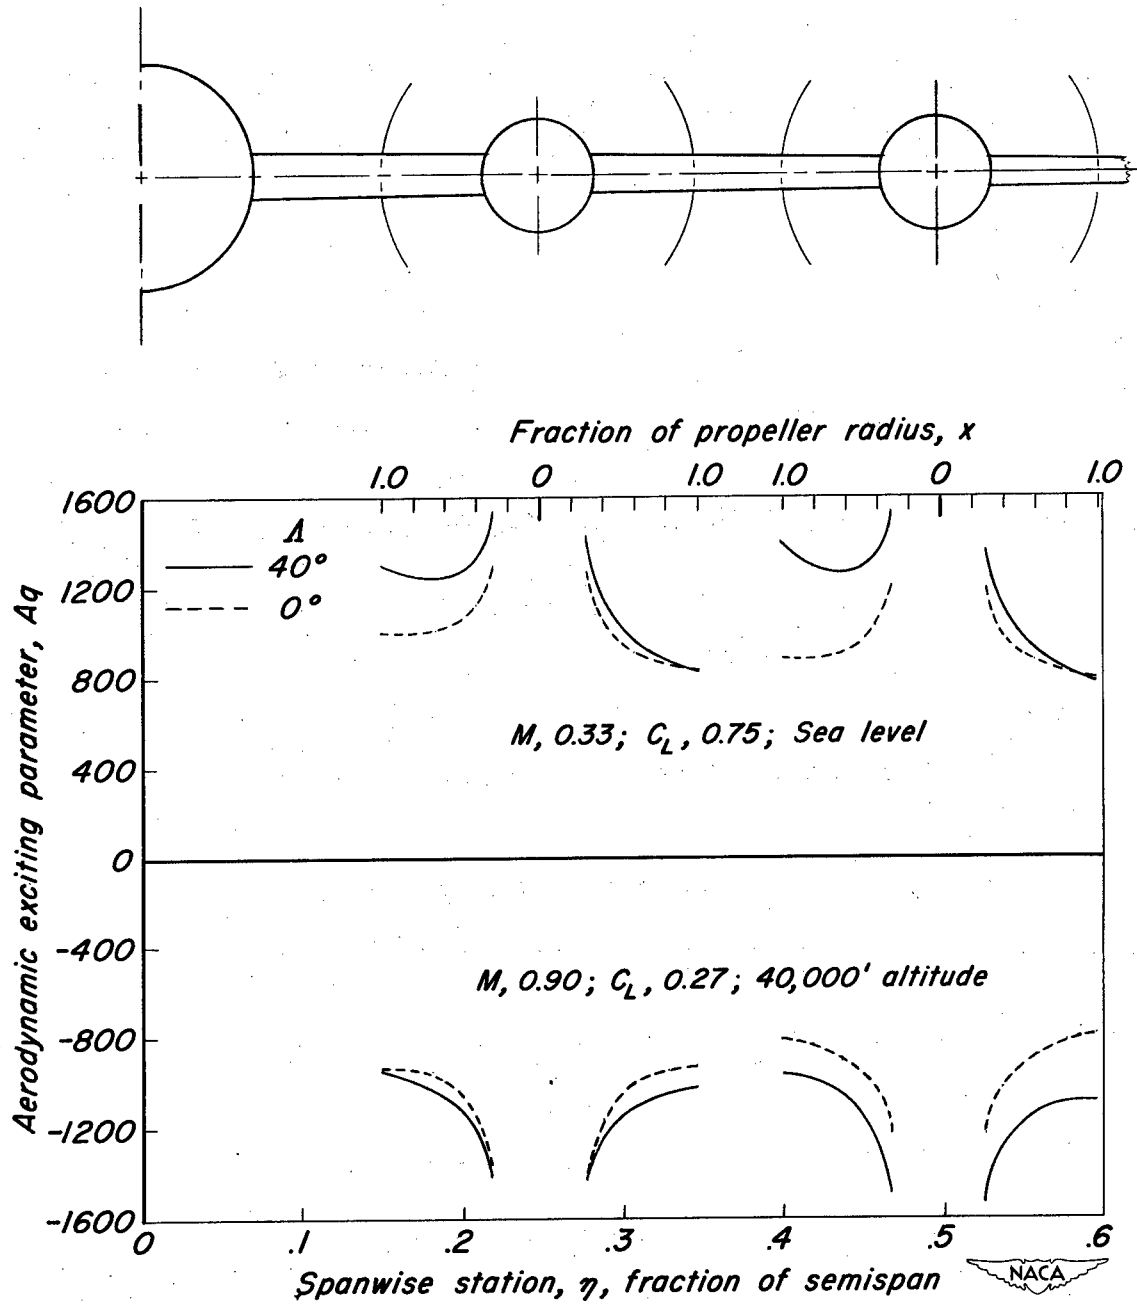 Fraction of propeller radius, x
1.0 0 1.0 1.0 0 1.0
1600
1200
800
400
0
-400
-800
-1200
-1600
Aerodynamic exciting parameter, Aq
Λ
40°
0°
M, 0.33; C_L, 0.75; Sea level
M, 0.90; C_L, 0.27; 40,000' altitude
0 .1 .2 .3 .4 .5 .6
Spanwise station, η, fraction of semispan
NACA